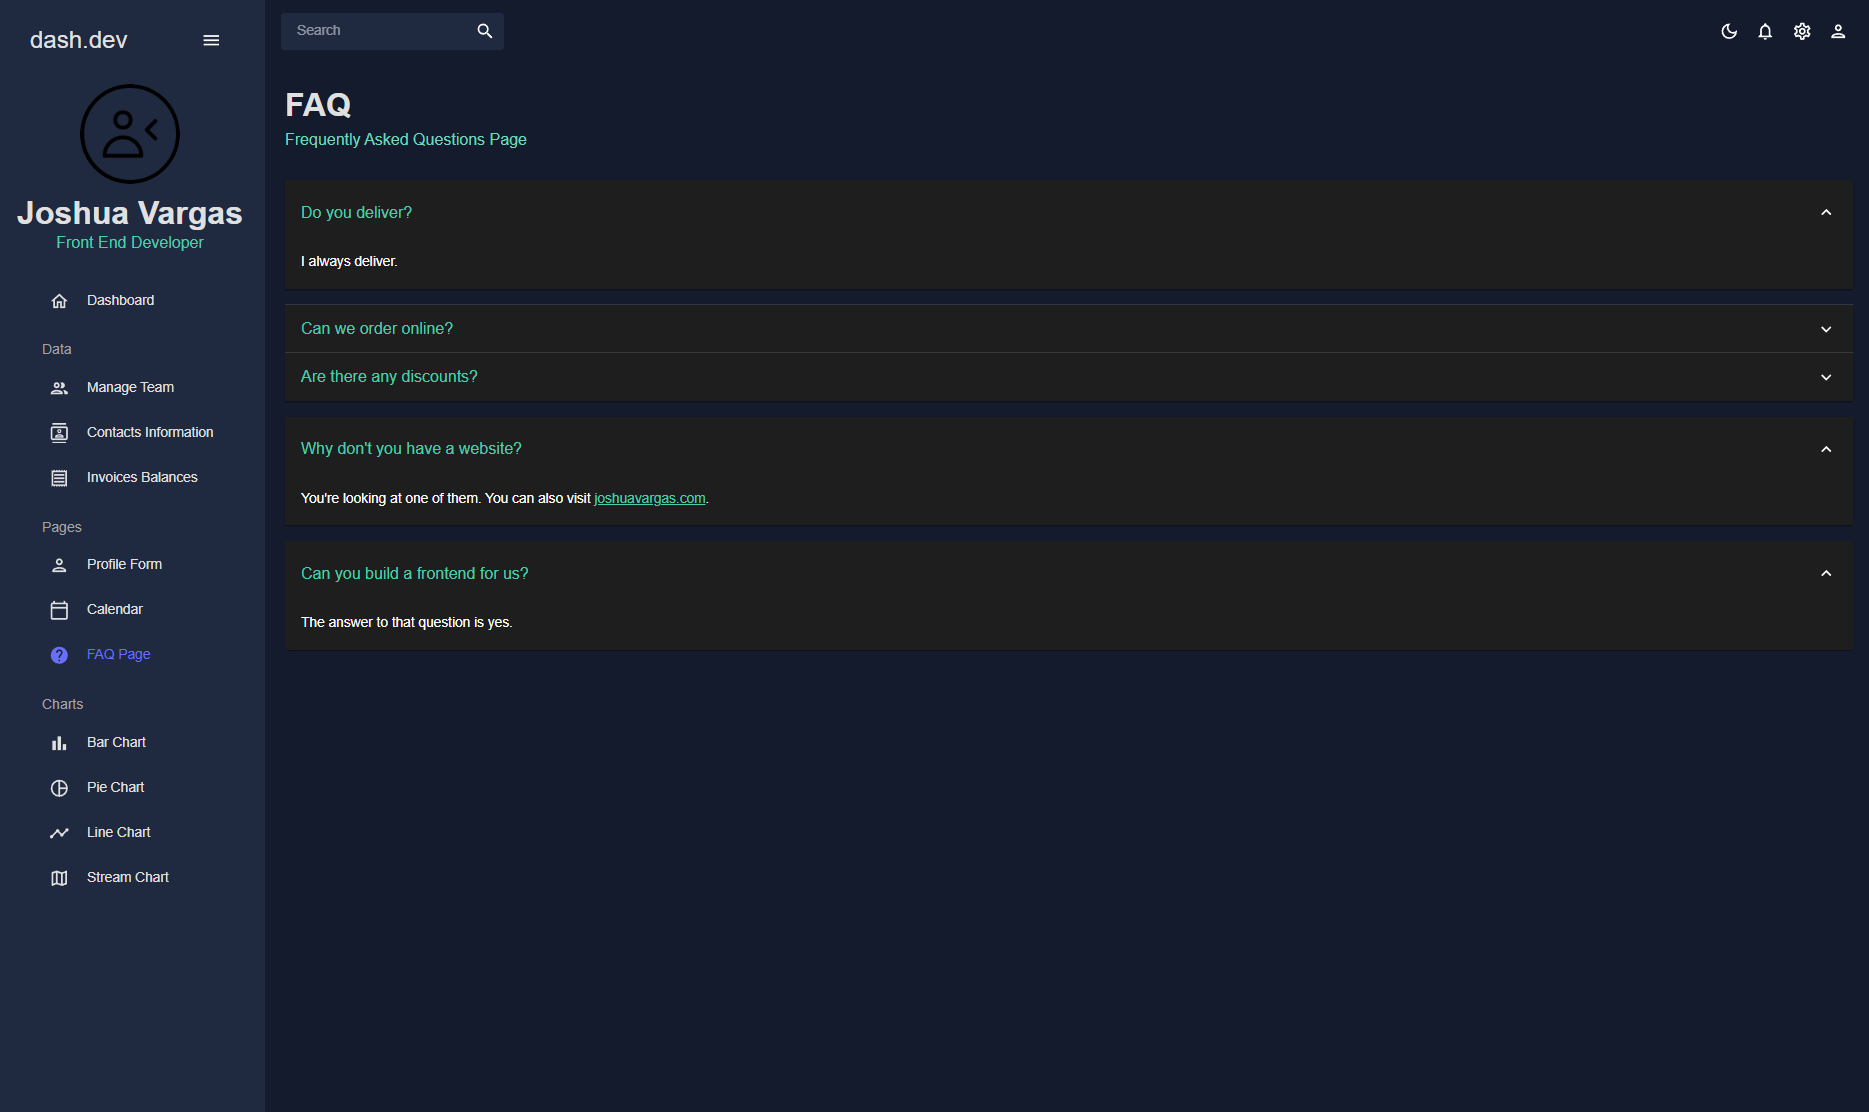 dash.dev
Joshua Vargas
Front End Developer
Dashboard
Data
Manage Team
Contacts Information
Invoices Balances
Pages
Profile Form
Calendar
FAQ Page
Charts
Bar Chart
Pie Chart
Line Chart
Stream Chart
Search
FAQ
Frequently Asked Questions Page
Do you deliver?
I always deliver.
Can we order online?
Are there any discounts?
Why don't you have a website?
You're looking at one of them. You can also visit joshuavargas.com.
Can you build a frontend for us?
The answer to that question is yes.